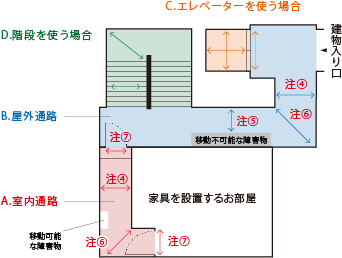 C.エレベーターを使う場合
D.階段を使う場合
建物入り口
注④
B.屋外通路
注⑤
注⑥
注⑦
移動不可能な障害物
注④
A.室内通路
家具を設置するお部屋
移動可能
な障害物
注⑥
注⑦